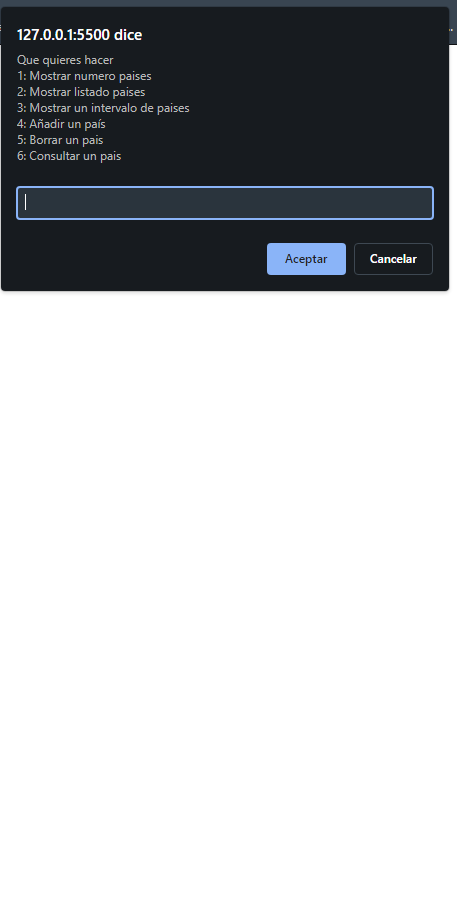 127.0.0.1:5500 dice
Que quieres hacer
1: Mostrar numero paises
2: Mostrar listado paises
3: Mostrar un intervalo de paises
4: Añadir un país
5: Borrar un pais
6: Consultar un pais
Aceptar
Cancelar